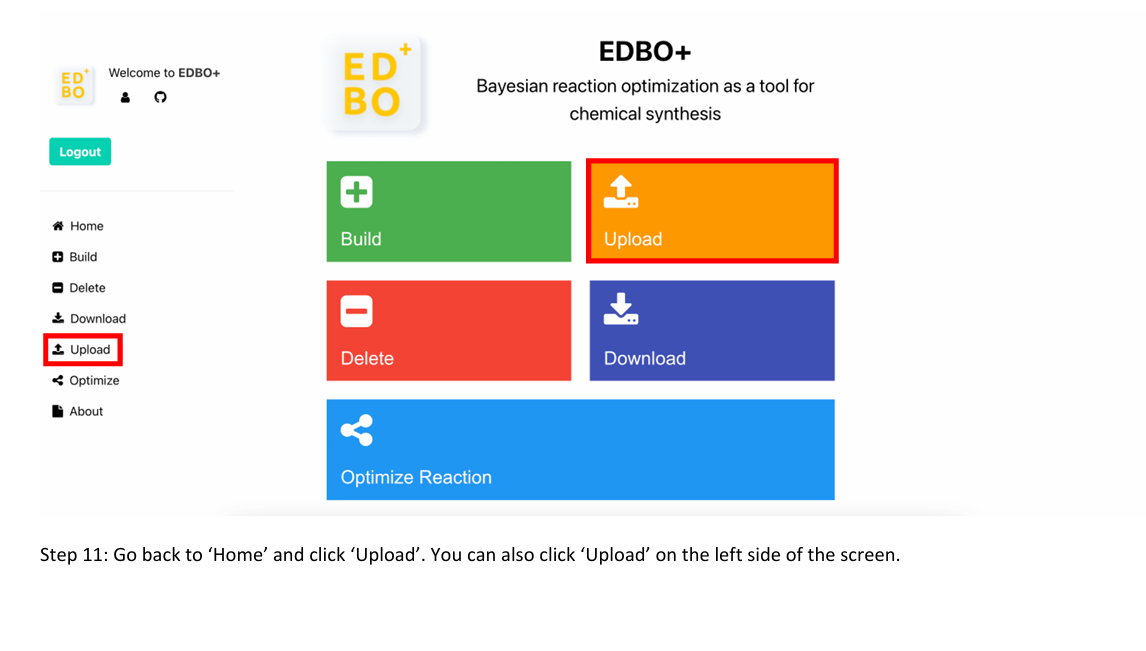 ED+
BO
Welcome to EDBO+
Logout
Home
Build
Delete
Download
Upload
Optimize
About
ED+
BO
EDBO+
Bayesian reaction optimization as a tool for
chemical synthesis
Build
Upload
Delete
Download
Optimize Reaction
Step 11: Go back to ‘Home’ and click ‘Upload’. You can also click ‘Upload’ on the left side of the screen.